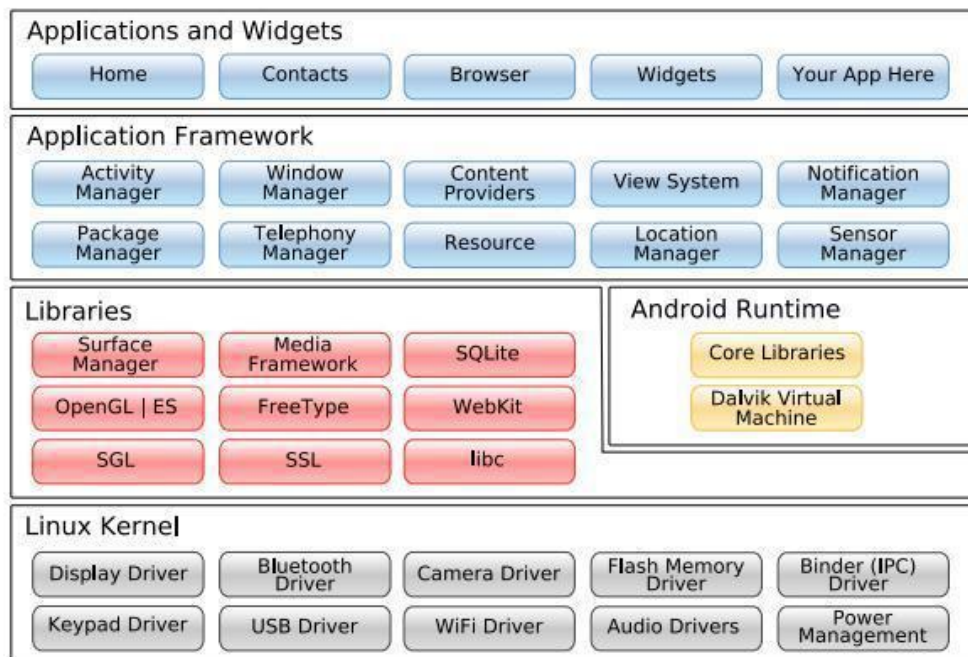 Applications and Widgets
Home
Contacts
Browser
Widgets
Your App Here
Application Framework
Activity
Manager
Window
Manager
Content
Providers
View System
Notification
Manager
Package
Manager
Telephony
Manager
Resource
Location
Manager
Sensor
Manager
Libraries
Surface
Manager
Media
Framework
SQLite
OpenGL | ES
FreeType
WebKit
SGL
SSL
libc
Android Runtime
Core Libraries
Dalvik Virtual
Machine
Linux Kernel
Display Driver
Bluetooth
Driver
Camera Driver
Flash Memory
Driver
Binder (IPC)
Driver
Keypad Driver
USB Driver
WiFi Driver
Audio Drivers
Power
Management